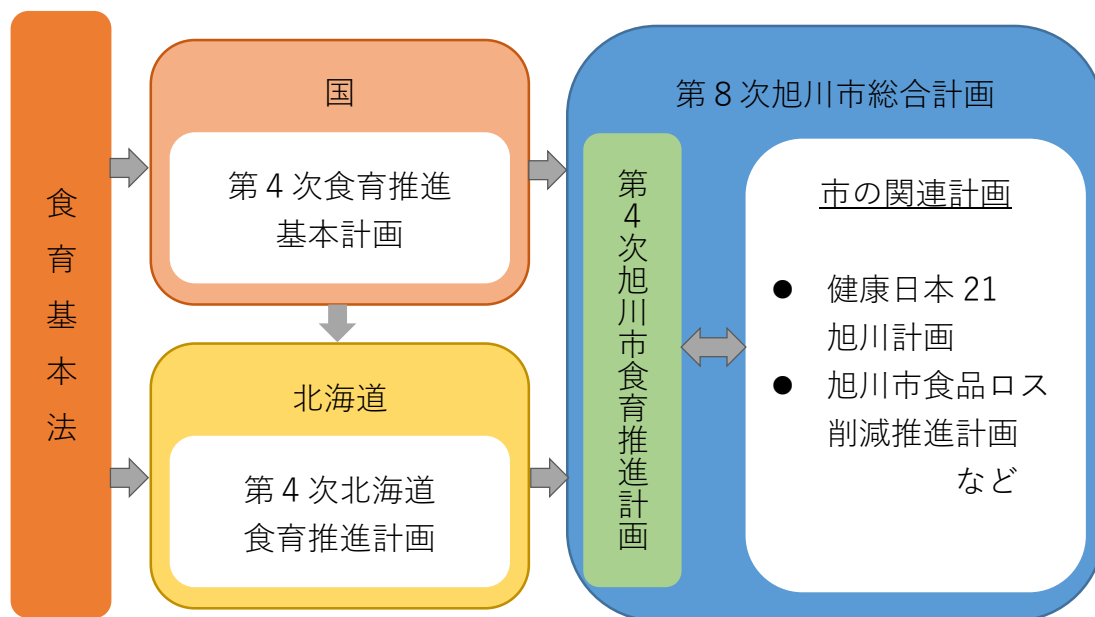 食育基本法
国
第4次食育推進
基本計画
北海道
第4次北海道
食育推進計画
第8次旭川市総合計画
第4次旭川市食育推進計画
市の関連計画
● 健康日本21
旭川計画
● 旭川市食品ロス
削減推進計画
など